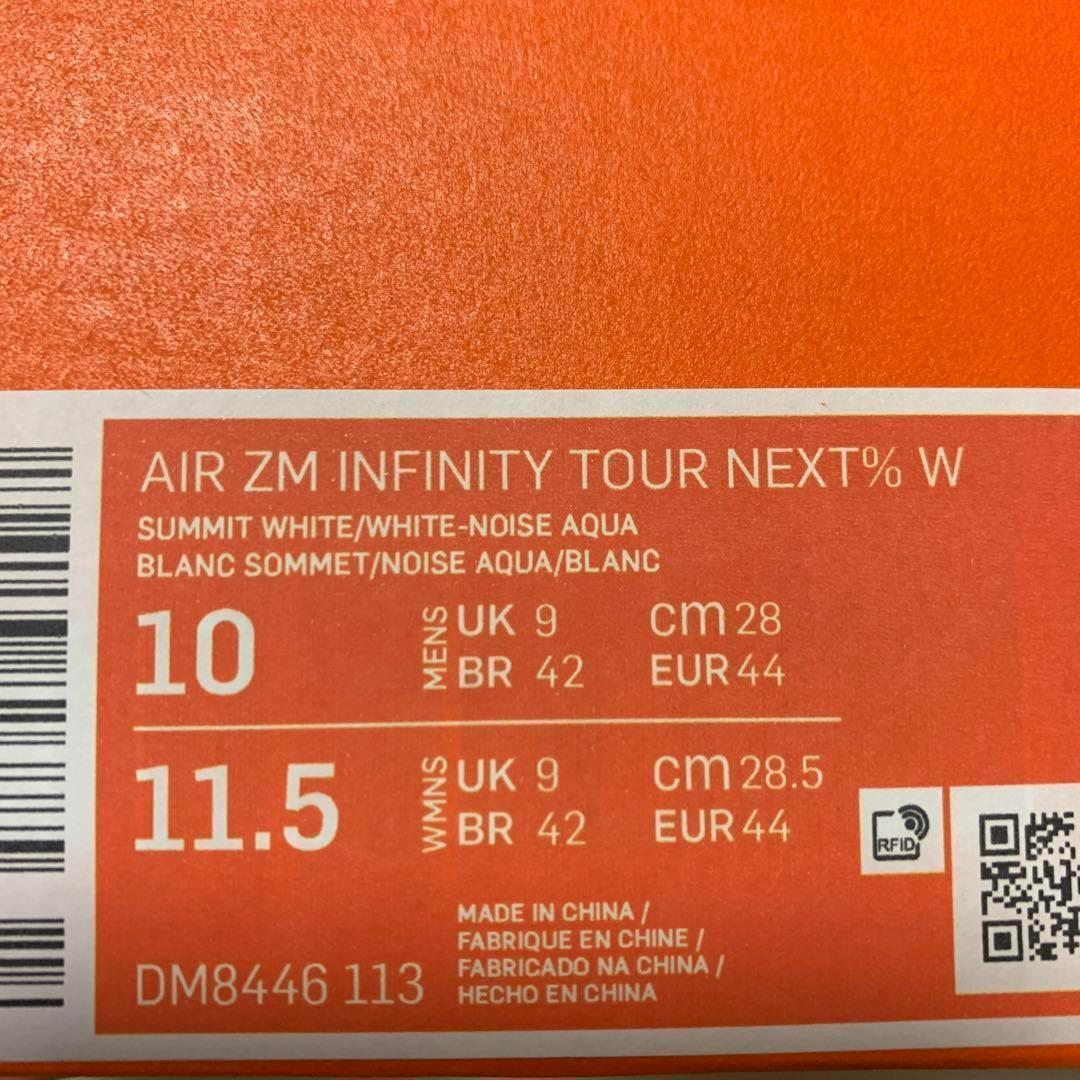 AIR ZM INFINITY TOUR NEXT% W
SUMMIT WHITE/WHITE-NOISE AQUA
BLANC SOMMET/NOISE AQUA/BLANC
10
MENS
UK 9
CM 28
BR 42
EUR 44
11.5
WMNS
UK 9
CM 28.5
BR 42
EUR 44
RFID
MADE IN CHINA /
FABRIQUE EN CHINE /
FABRICADO NA CHINA /
HECHO EN CHINA
DM8446 113